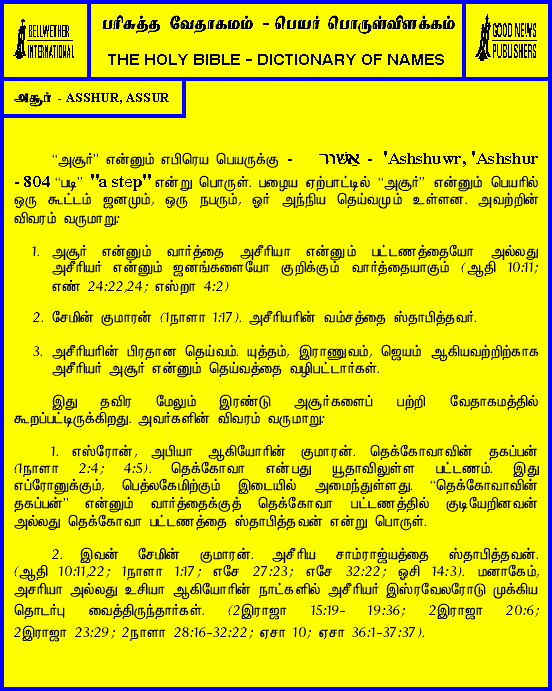 BELLWETHER
INTERNATIONAL
பரிசுத்த வேதாகமம் - பெயர் பொருள்விளக்கம்
THE HOLY BIBLE - DICTIONARY OF NAMES
GOOD NEWS
PUBLISHERS
அசூர் - ASSHUR, ASSUR
“அசூர்” என்னும் எபிரெய பெயருக்கு - אשׁוּר - 'Ashshuwr, 'Ashshur
- 804 “படி” "a step" என்று பொருள். பழைய ஏற்பாட்டில் “அசூர்” என்னும் பெயரில்
ஒரு கூட்டம் ஜனமும், ஒரு நபரும், ஓர் அந்நிய தெய்வமும் உள்ளன. அவற்றின்
விவரம் வருமாறு:
1. அசூர் என்னும் வார்த்தை அசீரியா என்னும் பட்டணத்தையோ அல்லது
அசீரியர் என்னும் ஜனங்களையோ குறிக்கும் வார்த்தையாகும் (ஆதி 10:11;
எண் 24:22,24; எஸ்றா 4:2)
2. சேமின் குமாரன் (1நாளா 1:17). அசீரியரின் வம்சத்தை ஸ்தாபித்தவர்.
3. அசீரியரின் பிரதான தெய்வம். யுத்தம், இராணுவம், ஜெயம் ஆகியவற்றிற்காக
அசீரியர் அசூர் என்னும் தெய்வத்தை வழிபட்டார்கள்.
இது தவிர மேலும் இரண்டு அசூர்களைப் பற்றி வேதாகமத்தில்
கூறப்பட்டிருக்கிறது. அவர்களின் விவரம் வருமாறு:
1. எஸ்ரோன், அபியா ஆகியோரின் குமாரன். தெக்கோவாவின் தகப்பன்
(1நாளா 2:4; 4:5). தெக்கோவா என்பது யூதாவிலுள்ள பட்டணம். இது
எப்ரோனுக்கும், பெத்லகேமிற்கும் இடையில் அமைந்துள்ளது. “தெக்கோவாவின்
தகப்பன்” என்னும் வார்த்தைக்குத் தெக்கோவா பட்டணத்தில் குடியேறினவன்
அல்லது தெக்கோவா பட்டணத்தை ஸ்தாபித்தவன் என்று பொருள்.
2. இவன் சேமின் குமாரன். அசீரிய சாம்ராஜ்யத்தை ஸ்தாபித்தவன்.
(ஆதி 10:11,22; 1நாளா 1:17; எசே 27:23; எசே 32:22; ஓசி 14:3). மனாகேம்,
அசரியா அல்லது உசியா ஆகியோரின் நாட்களில் அசீரியர் இஸ்ரவேலரோடு முக்கிய
தொடர்பு வைத்திருந்தார்கள். (2இராஜா 15:19- 19:36; 2இராஜா 20:6;
2இராஜா 23:29; 2நாளா 28:16-32:22; ஏசா 10; ஏசா 36:1-37:37).